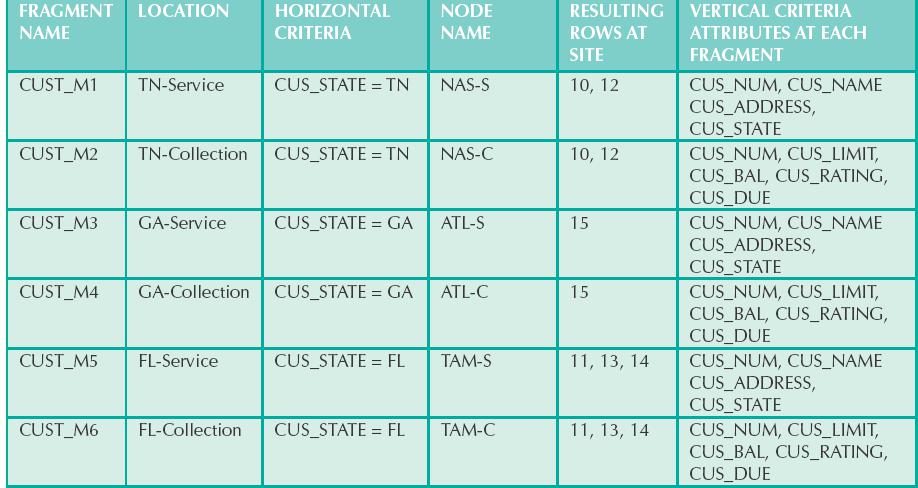 FRAGMENT NAME LOCATION HORIZONTAL CRITERIA NODE NAME RESULTING ROWS AT SITE VERTICAL CRITERIA ATTRIBUTES AT EACH FRAGMENT
CUST_M1 TN-Service CUS_STATE = TN NAS-S 10, 12 CUS_NUM, CUS_NAME
CUS_ADDRESS,
CUS_STATE
CUST_M2 TN-Collection CUS_STATE = TN NAS-C 10, 12 CUS_NUM, CUS_LIMIT,
CUS_BAL, CUS_RATING,
CUS_DUE
CUST_M3 GA-Service CUS_STATE = GA ATL-S 15 CUS_NUM, CUS_NAME
CUS_ADDRESS,
CUS_STATE
CUST_M4 GA-Collection CUS_STATE = GA ATL-C 15 CUS_NUM, CUS_LIMIT,
CUS_BAL, CUS_RATING,
CUS_DUE
CUST_M5 FL-Service CUS_STATE = FL TAM-S 11, 13, 14 CUS_NUM, CUS_NAME
CUS_ADDRESS,
CUS_STATE
CUST_M6 FL-Collection CUS_STATE = FL TAM-C 11, 13, 14 CUS_NUM, CUS_LIMIT,
CUS_BAL, CUS_RATING,
CUS_DUE